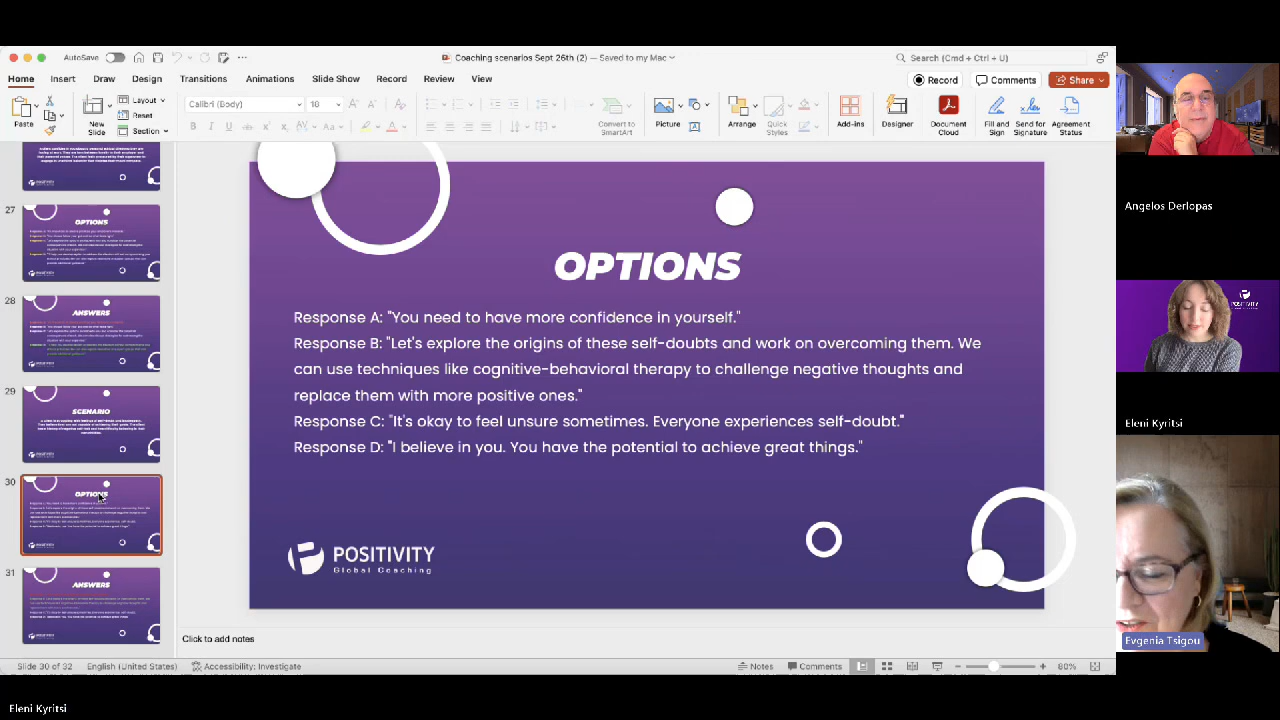 AutoSave
Coaching scenarios Sept 26th (2) — Saved to my Mac
Search (Cmd + Ctrl + U)
Home Insert Draw Design Transitions Animations Slide Show Record Review View
Record Comments Share
Paste
New Slide
Layout
Reset
Section
Calibri (Body) 18
Convert to SmartArt
Picture
Arrange
Quick Styles
Add-ins
Designer
Document Cloud
Fill and Sign
Send for Signature
Agreement Status
27
OPTIONS
28
ANSWERS
29
SCENARIO
30
OPTIONS
31
ANSWERS
OPTIONS
Response A: "You need to have more confidence in yourself."
Response B: "Let's explore the origins of these self-doubts and work on overcoming them. We
can use techniques like cognitive-behavioral therapy to challenge negative thoughts and
replace them with more positive ones."
Response C: "It's okay to feel unsure sometimes. Everyone experiences self-doubt."
Response D: "I believe in you. You have the potential to achieve great things."
POSITIVITY
Global Coaching
Click to add notes
Slide 30 of 32 English (United States) Accessibility: Investigate
Notes Comments 80%
Angelos Derlopas
POSITIVITY
Eleni Kyritsi
Evgenia Tsigou
Eleni Kyritsi